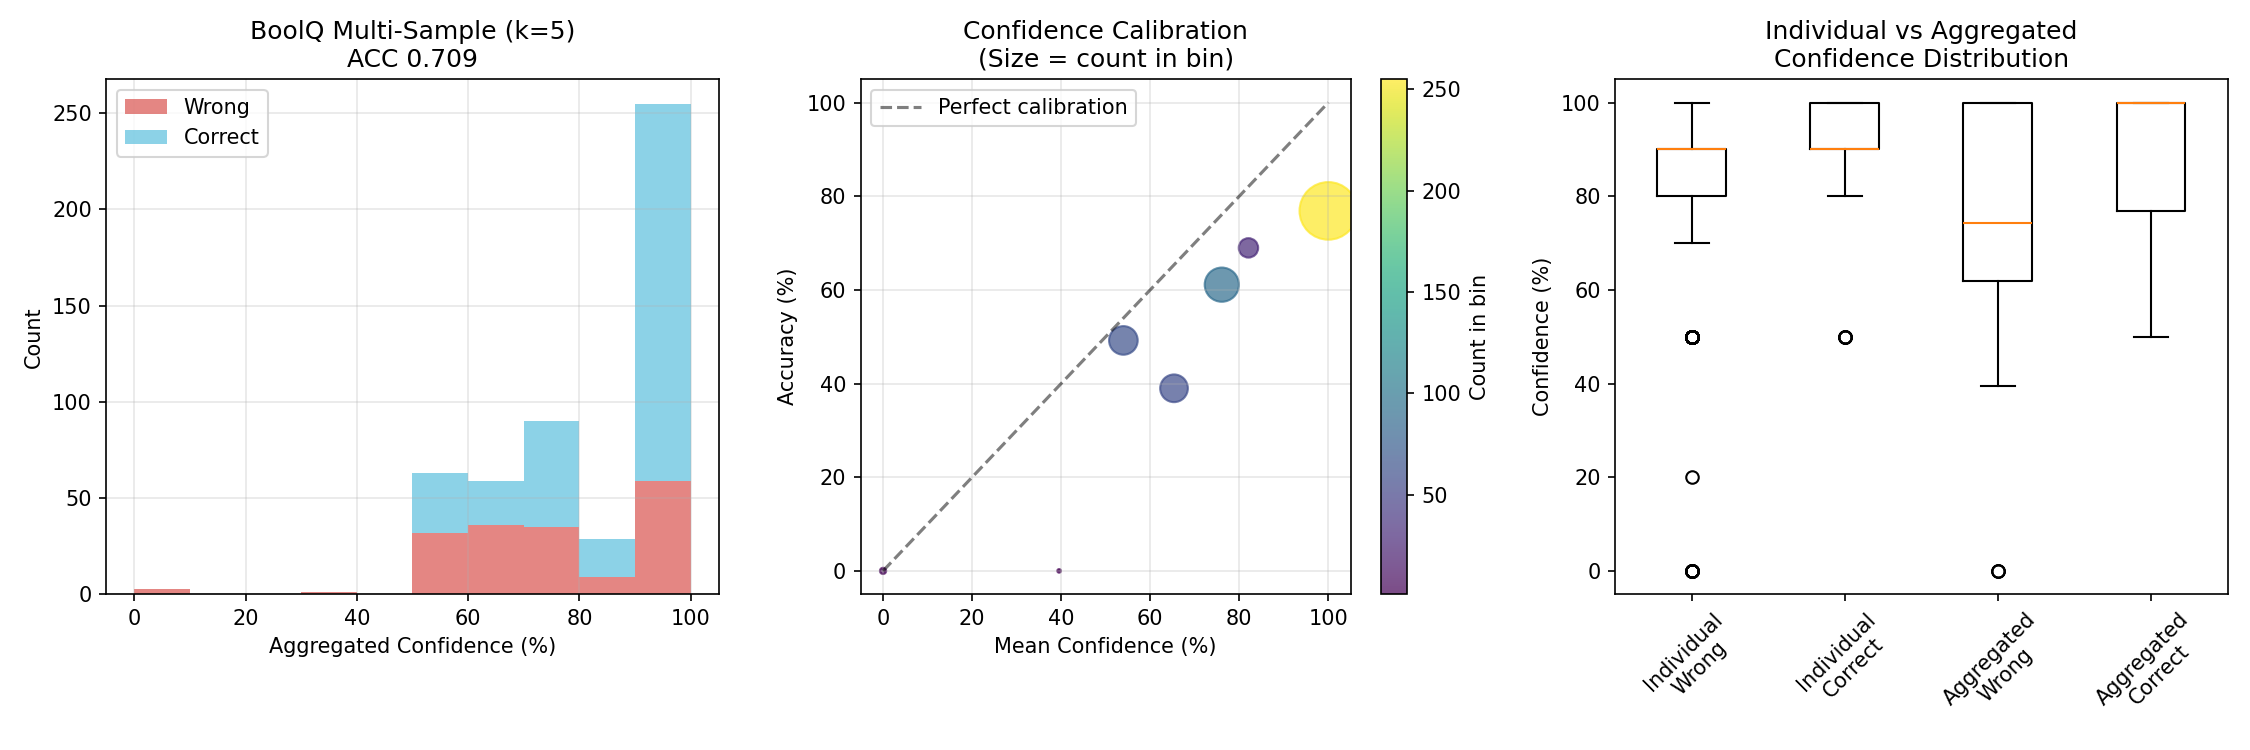 BoolQ Multi-Sample (k=5)
ACC 0.709
Wrong
Correct
Count
250
200
150
100
50
0
0
20
40
60
80
100
Aggregated Confidence (%)
Confidence Calibration
(Size = count in bin)
Perfect calibration
Accuracy (%)
100
80
60
40
20
0
0
20
40
60
80
100
Mean Confidence (%)
250
200
150
100
50
Count in bin
Individual vs Aggregated
Confidence Distribution
Confidence (%)
100
80
60
40
20
0
Individual
Wrong
Individual
Correct
Aggregated
Wrong
Aggregated
Correct